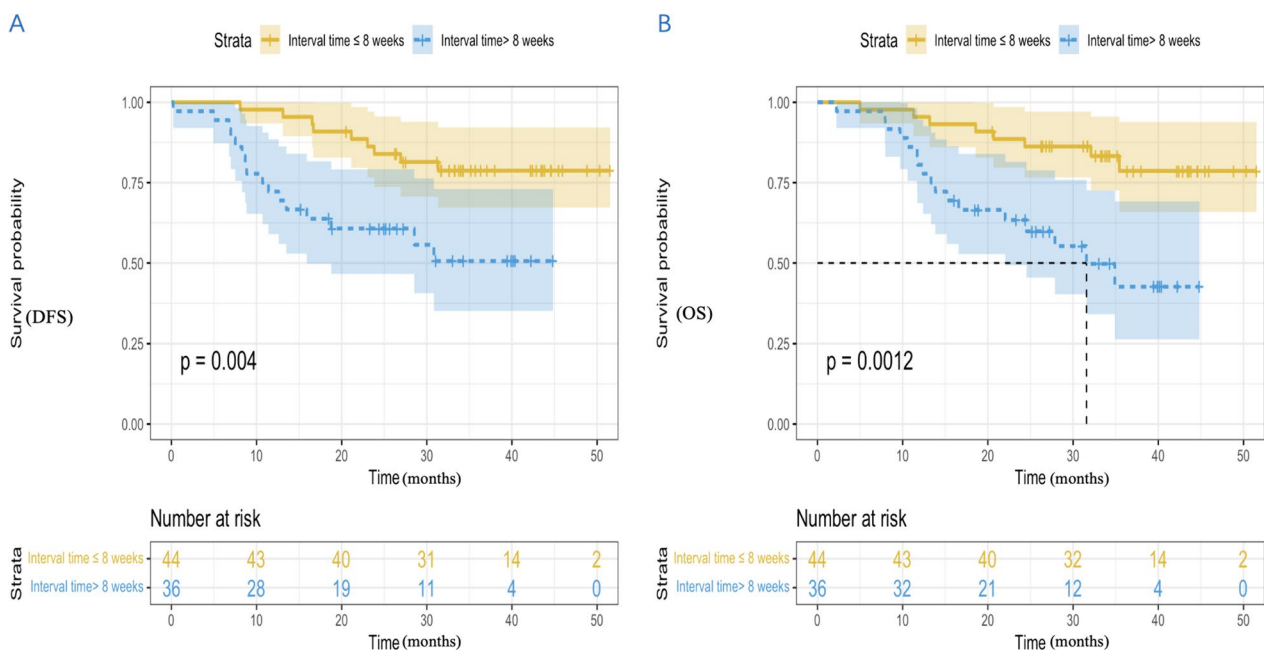 A
Strata Interval time ≤ 8 weeks Interval time> 8 weeks
1.00
0.75
0.50
0.25
0.00
Survival probability
(DFS)
p = 0.004
0 10 20 30 40 50
Time (months)
Number at risk
Strata
Interval time ≤ 8 weeks 44 43 40 31 14 2
Interval time> 8 weeks 36 28 19 11 4 0
0 10 20 30 40 50
Time (months)
B
Strata Interval time ≤ 8 weeks Interval time> 8 weeks
1.00
0.75
0.50
0.25
0.00
Survival probability
(OS)
p = 0.0012
0 10 20 30 40 50
Time (months)
Number at risk
Strata
Interval time ≤ 8 weeks 44 43 40 32 14 2
Interval time> 8 weeks 36 32 21 12 4 0
0 10 20 30 40 50
Time (months)